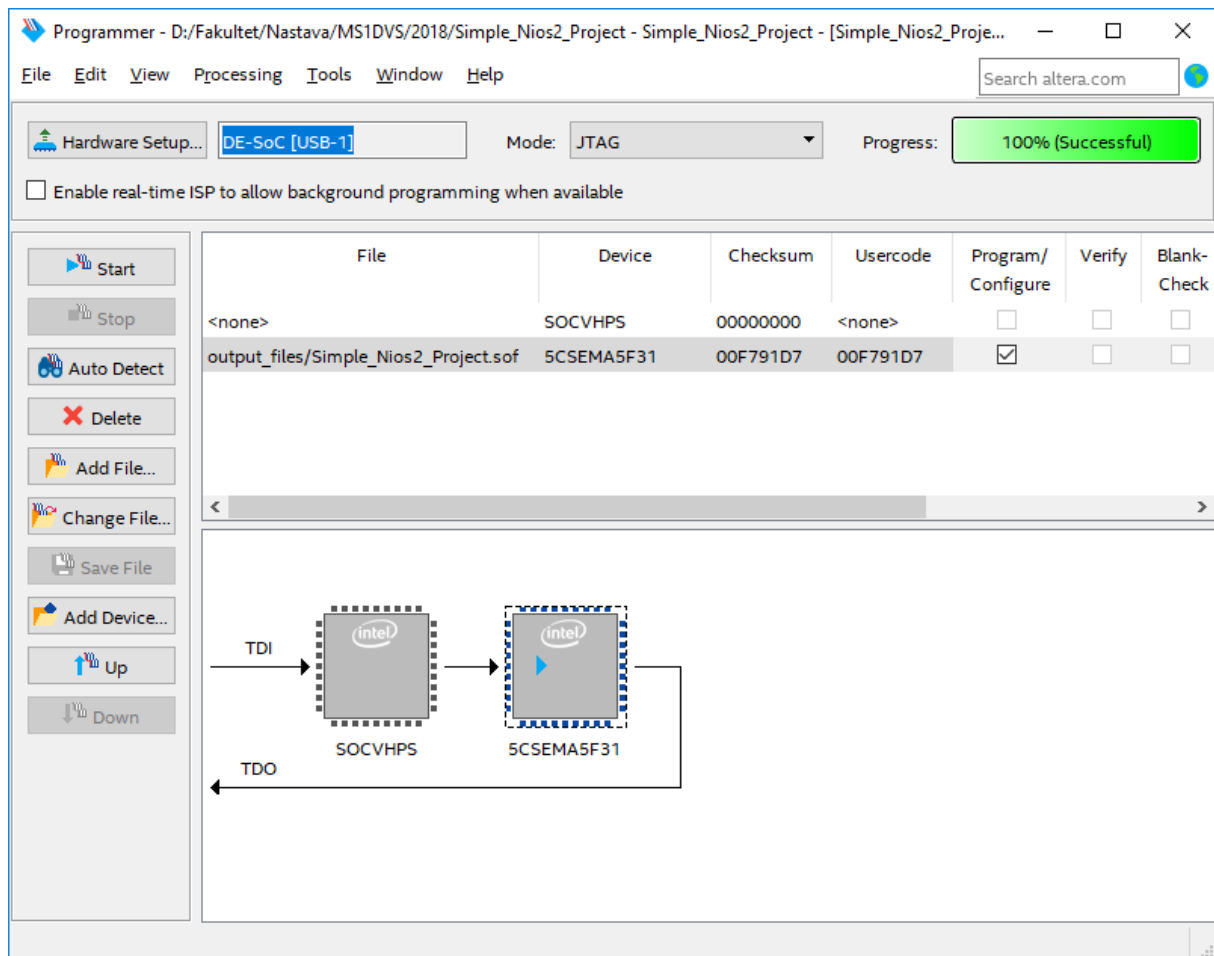 Programmer - D:/Fakultet/Nastava/MS1DVS/2018/Simple_Nios2_Project - Simple_Nios2_Project - [Simple_Nios2_Proje...
File Edit View Processing Tools Window Help
Search altera.com
Hardware Setup... DE-SoC [USB-1] Mode: JTAG Progress: 100% (Successful)
Enable real-time ISP to allow background programming when available
Start
Stop
Auto Detect
Delete
Add File...
Change File...
Save File
Add Device...
Up
Down
File Device Checksum Usercode Program/ Verify Blank-
Configure Check
<none> SOCVHPS 00000000 <none>
output_files/Simple_Nios2_Project.sof 5CSEMA5F31 00F791D7 00F791D7
TDI
intel
intel
SOCVHPS 5CSEMA5F31
TDO